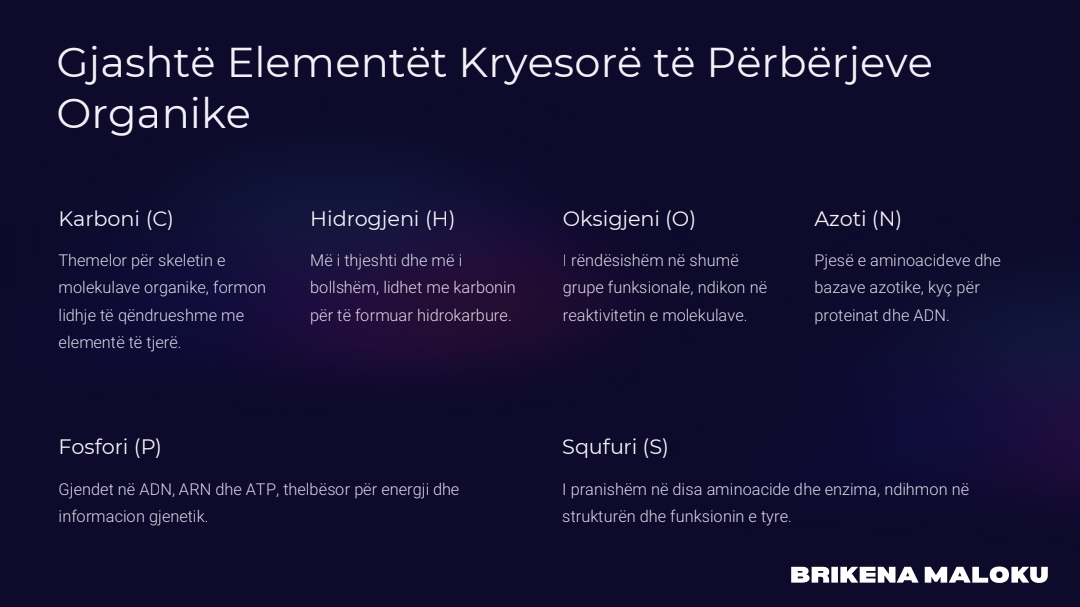 Gjashtë Elementët Kryesorë të Përbërjeve
Organike
Karboni (C)
Themelor për skeletin e
molekulave organike, formon
lidhje të qëndrueshme me
elementë të tjerë.
Hidrogjeni (H)
Më i thjeshti dhe më i
bollshëm, lidhet me karbonin
për të formuar hidrokarbure.
Oksigjeni (O)
I rëndësishëm në shumë
grupe funksionale, ndikon në
reaktivitetin e molekulave.
Azoti (N)
Pjesë e aminoacideve dhe
bazave azotike, kyç për
proteinat dhe ADN.
Fosfori (P)
Gjendet në ADN, ARN dhe ATP, thelbësor për energji dhe
informacion gjenetik.
Squfuri (S)
I pranishëm në disa aminoacide dhe enzima, ndihmon në
strukturën dhe funksionin e tyre.
BRIKENA MALOKU